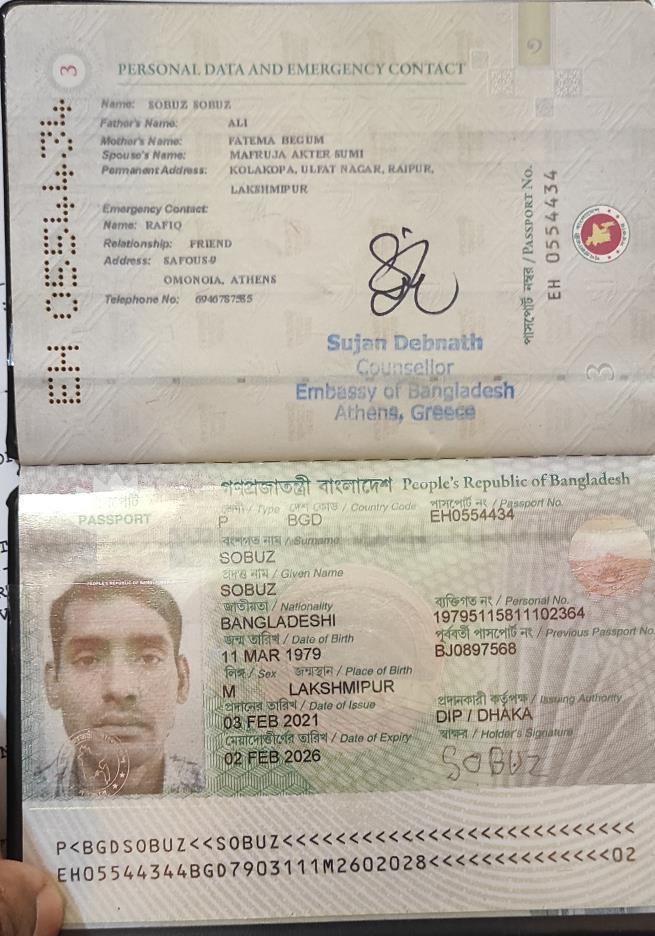 3
PERSONAL DATA AND EMERGENCY CONTACT
Name: SOBUZ SOBUZ
Father's Name: ALI
Mother's Name: FATEMA BEGUM
Spouse's Name: MAFRUJA AKTER SUMI
Permanent Address: KOLAKOPA, ULFAT NAGAR, RAIPUR,
LAKSHMIPUR
Emergency Contact:
Name: RAFIQ
Relationship: FRIEND
Address: SAFOUS-9
OMONOIA, ATHENS
Telephone No:
Sujan Debnath
Counsellor
Embassy of Bangladesh
Athens, Greece
EH 0554434
পাসপোর্ট নম্বর / PASSPORT No.
EH 0554434
3
গণপ্রজাতন্ত্রী বাংলাদেশ People's Republic of Bangladesh
PASSPORT
শ্রেণী / Type দেশ কোড / Country Code পাসপোর্ট নং / Passport No.
P BGD EH0554434
বংশগত নাম / Surname
SOBUZ
প্রদত্ত নাম / Given Name
SOBUZ
জাতীয়তা / Nationality ব্যক্তিগত নং / Personal No.
BANGLADESHI 19795115811102364
জন্ম তারিখ / Date of Birth পূর্ববর্তী পাসপোর্ট নং / Previous Passport No.
11 MAR 1979 BJ0897568
লিঙ্গ / Sex জন্মস্থান / Place of Birth
M LAKSHMIPUR
প্রদানের তারিখ / Date of Issue প্রদানকারী কর্তৃপক্ষ / Issuing Authority
03 FEB 2021 DIP / DHAKA
মেয়াদোত্তীর্ণের তারিখ / Date of Expiry স্বাক্ষর / Holder's Signature
02 FEB 2026 SOBUZ
P<BGDSOBUZ<<SOBUZ<<<<<<<<<<<<<<<<<<<<<<<<<<<
EH05544344BGD7903111M2602028<<<<<<<<<<<<<<02